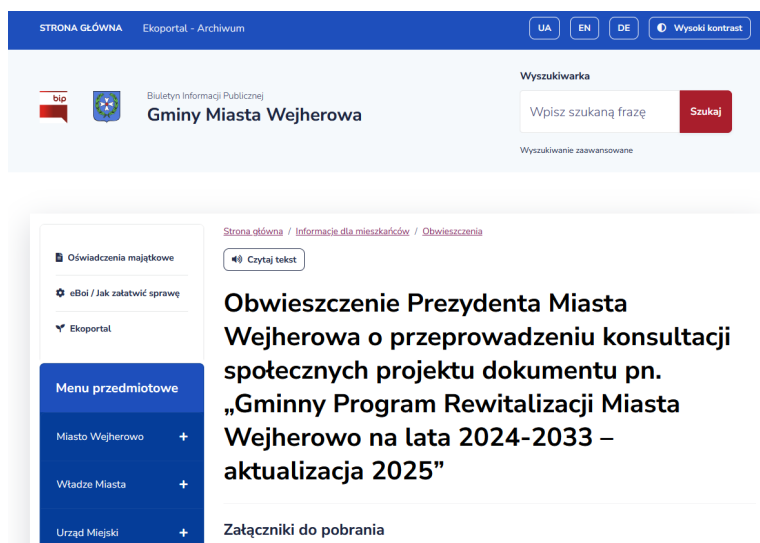 STRONA GŁÓWNA Ekoportal - Archiwum UA EN DE Wysoki kontrast
bip
Biuletyn Informacji Publicznej
Gminy Miasta Wejherowa
Wyszukiwarka
Wpisz szukaną frazę Szukaj
Wyszukiwanie zaawansowane
Oświadczenia majątkowe
eBoi / Jak załatwić sprawę
Ekoportal
Menu przedmiotowe
Miasto Wejherowo +
Władze Miasta +
Urząd Miejski +
Strona główna / Informacje dla mieszkańców / Obwieszczenia
Czytaj tekst
Obwieszczenie Prezydenta Miasta
Wejherowa o przeprowadzeniu konsultacji
społecznych projektu dokumentu pn.
„Gminny Program Rewitalizacji Miasta
Wejherowo na lata 2024-2033 –
aktualizacja 2025”
Załączniki do pobrania